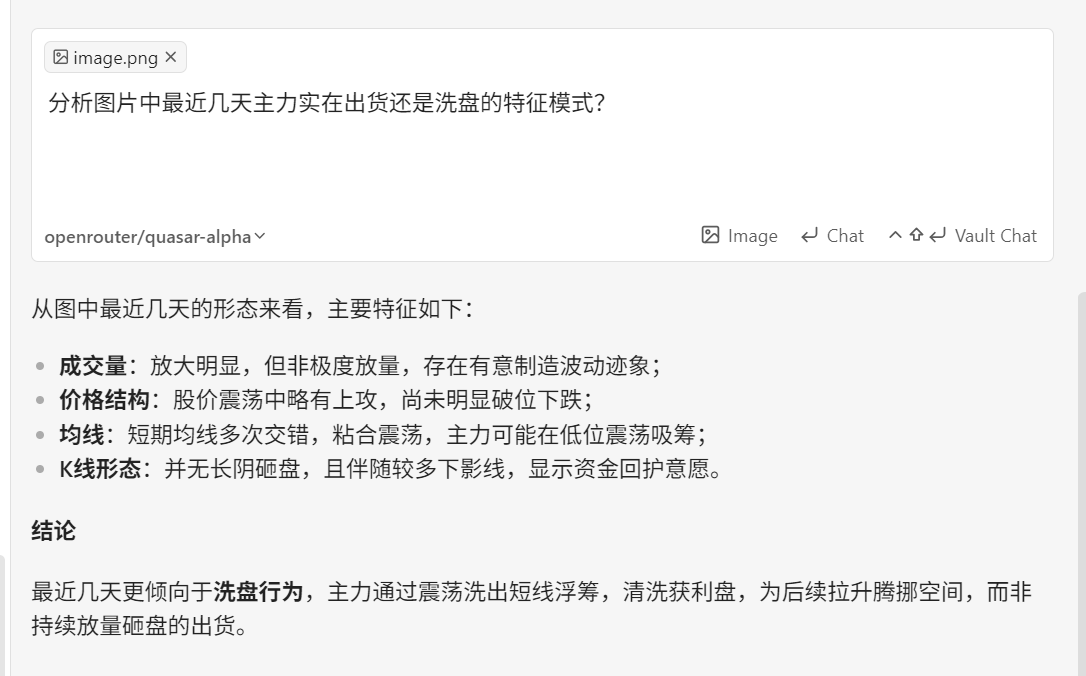 image.png
分析图片中最近几天主力实在出货还是洗盘的特征模式？
openrouter/quasar-alpha Image Chat Vault Chat
从图中最近几天的形态来看，主要特征如下：
成交量：放大明显，但非极度放量，存在有意制造波动迹象；
价格结构：股价震荡中略有上攻，尚未明显破位下跌；
均线：短期均线多次交错，粘合震荡，主力可能在低位震荡吸筹；
K线形态：并无长阴砸盘，且伴随较多下影线，显示资金回护意愿。
结论
最近几天更倾向于洗盘行为，主力通过震荡洗出短线浮筹，清洗获利盘，为后续拉升腾挪空间，而非
持续放量砸盘的出货。